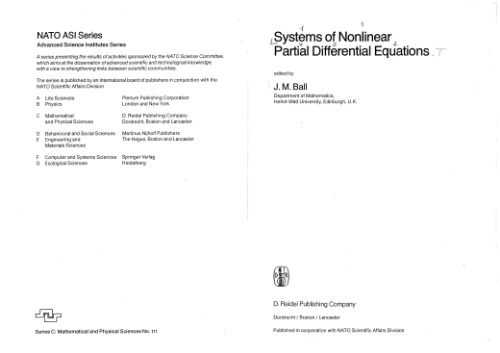 NATO ASI Series
Advanced Science Institutes Series
A series presenting the results of activities sponsored by the NATO Science Committee,
which aims at the dissemination of advanced scientific and technological knowledge,
with a view to strengthening links between scientific communities.
The series is published by an international board of publishers in conjunction with the
NATO Scientific Affairs Division
A Life Sciences Plenum Publishing Corporation
B Physics London and New York
C Mathematical D. Reidel Publishing Company
and Physical Sciences Dordrecht, Boston and Lancaster
D Behavioural and Social Sciences Martinus Nijhoff Publishers
E Engineering and The Hague, Boston and Lancaster
Materials Sciences
F Computer and Systems Sciences Springer Verlag
G Ecological Sciences Heidelberg
Series C: Mathematical and Physical Sciences No. 111
Systems of Nonlinear
Partial Differential Equations
edited by
J. M. Ball
Department of Mathematics,
Heriot-Watt University, Edinburgh, U.K.
D. Reidel Publishing Company
Dordrecht / Boston / Lancaster
Published in cooperation with NATO Scientific Affairs Division